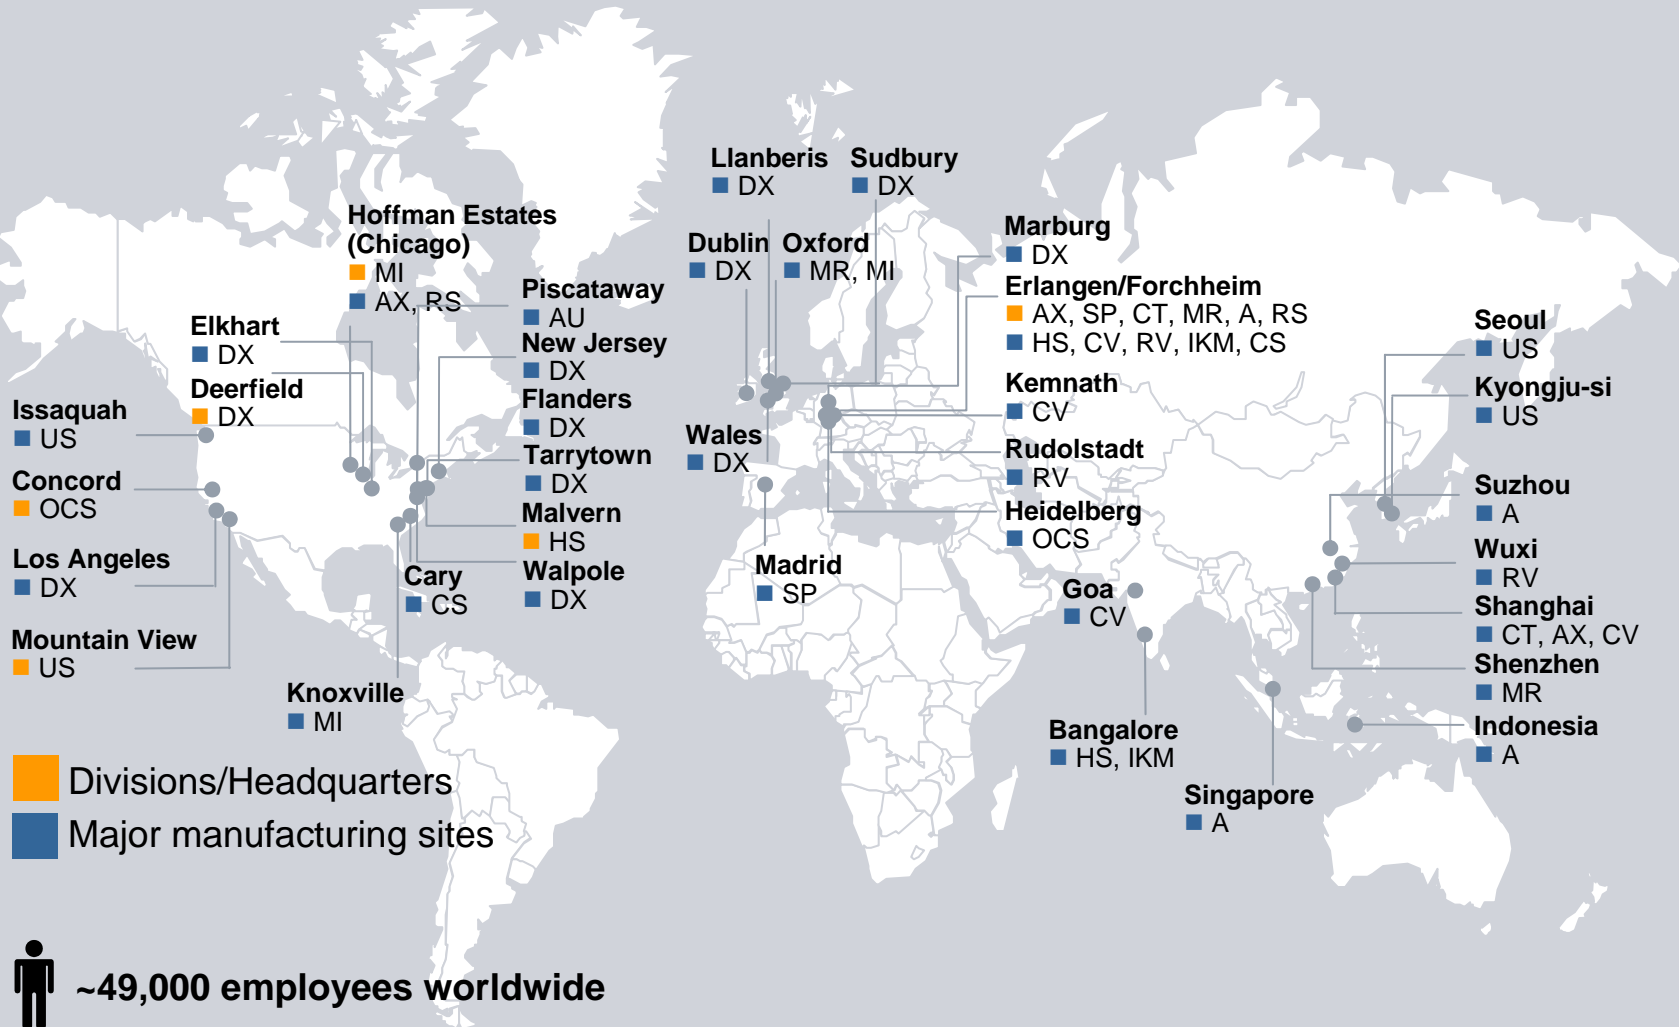 Llanberis
DX
Sudbury
DX
Hoffman Estates
(Chicago)
MI
AX, RS
Dublin
DX
Oxford
MR, MI
Marburg
DX
Erlangen/Forchheim
AX, SP, CT, MR, A, RS
HS, CV, RV, IKM, CS
Piscataway
AU
Elkhart
DX
New Jersey
DX
Seoul
US
Deerfield
DX
Flanders
DX
Kemnath
CV
Kyongju-si
US
Issaquah
US
Wales
DX
Tarrytown
DX
Rudolstadt
RV
Concord
OCS
Malvern
HS
Heidelberg
OCS
Suzhou
A
Los Angeles
DX
Cary
CS
Walpole
DX
Madrid
SP
Goa
CV
Wuxi
RV
Shanghai
CT, AX, CV
Mountain View
US
Shenzhen
MR
Knoxville
MI
Bangalore
HS, IKM
Indonesia
A
Singapore
A
Divisions/Headquarters
Major manufacturing sites
~49,000 employees worldwide